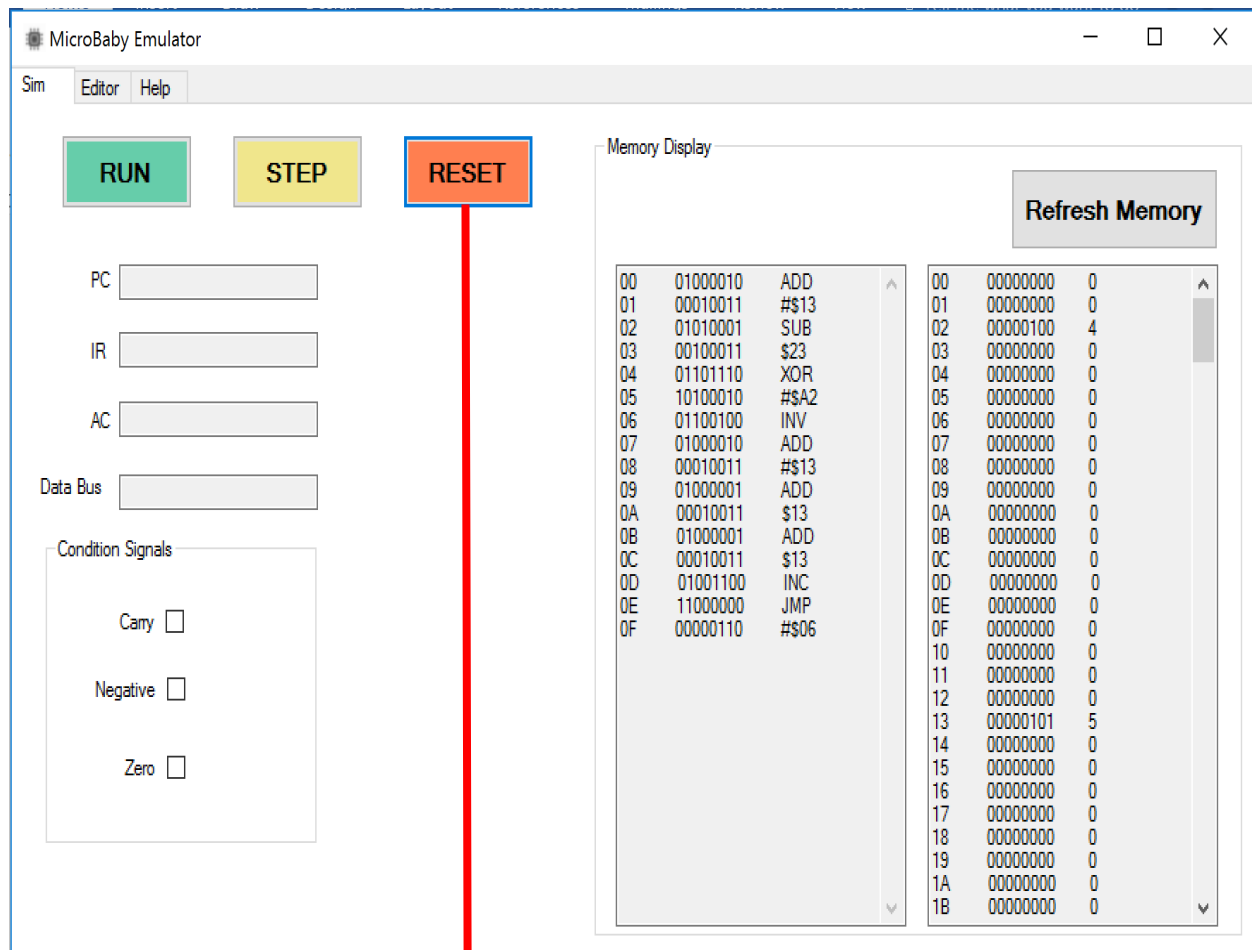 MicroBaby Emulator
Sim Editor Help
RUN STEP RESET
PC
IR
AC
Data Bus
Condition Signals
Carry
Negative
Zero
Memory Display
Refresh Memory
00 01000010 ADD
01 00010011 #$13
02 01010001 SUB
03 00100011 $23
04 01101110 XOR
05 10100010 #$A2
06 01100100 INV
07 01000010 ADD
08 00010011 #$13
09 01000001 ADD
0A 00010011 $13
0B 01000001 ADD
0C 00010011 $13
0D 01001100 INC
0E 11000000 JMP
0F 00000110 #$06
00 00000000 0
01 00000000 0
02 00000100 4
03 00000000 0
04 00000000 0
05 00000000 0
06 00000000 0
07 00000000 0
08 00000000 0
09 00000000 0
0A 00000000 0
0B 00000000 0
0C 00000000 0
0D 00000000 0
0E 00000000 0
0F 00000000 0
10 00000000 0
11 00000000 0
12 00000000 0
13 00000101 5
14 00000000 0
15 00000000 0
16 00000000 0
17 00000000 0
18 00000000 0
19 00000000 0
1A 00000000 0
1B 00000000 0